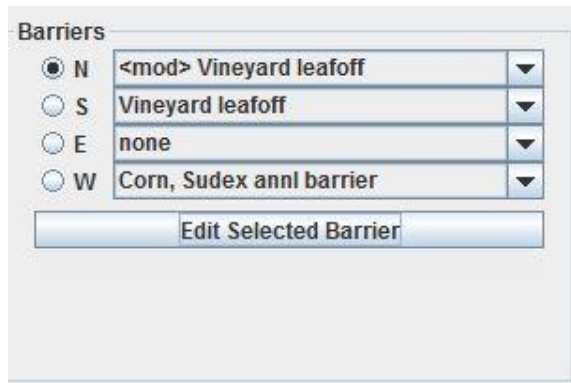 Barriers
N <mod> Vineyard leafoff
S Vineyard leafoff
E none
W Corn, Sudex annl barrier
Edit Selected Barrier